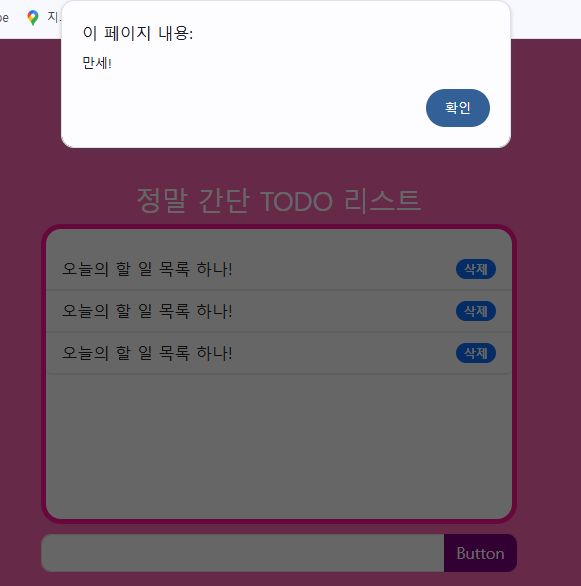 이 페이지 내용:
만세!
확인
정말 간단 TODO 리스트
오늘의 할 일 목록 하나!
삭제
오늘의 할 일 목록 하나!
삭제
오늘의 할 일 목록 하나!
삭제
Button